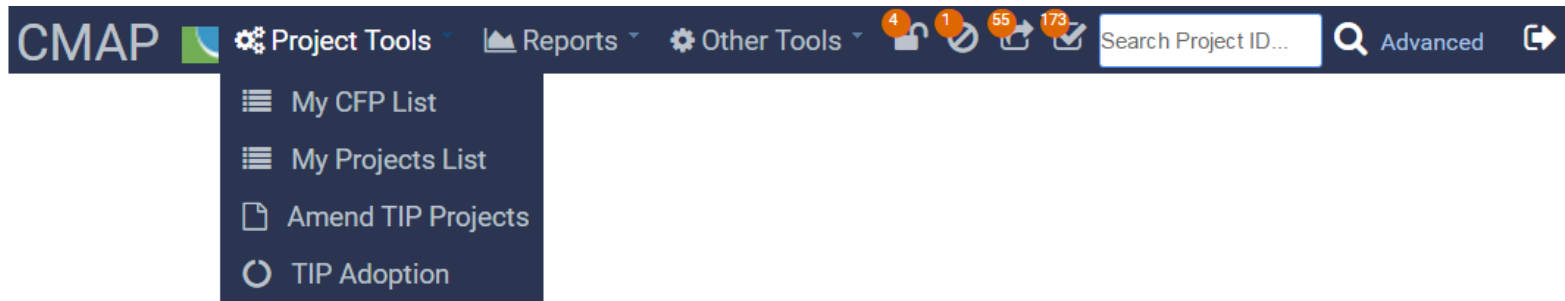 CMAP Project Tools Reports Other Tools 4 1 55 173 Search Project ID... Advanced
My CFP List
My Projects List
Amend TIP Projects
TIP Adoption